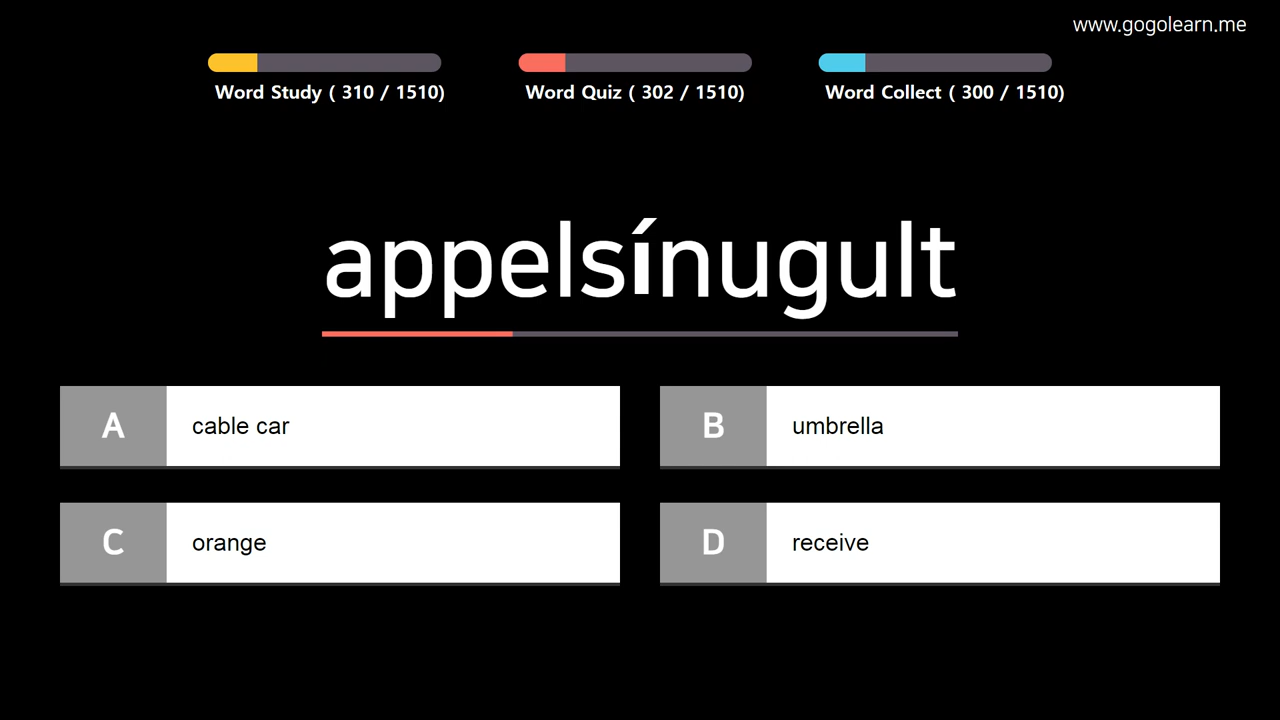 www.gogolearn.me
Word Study ( 310 / 1510)
Word Quiz ( 302 / 1510)
Word Collect ( 300 / 1510)
appelsínugult
A cable car
B umbrella
C orange
D receive